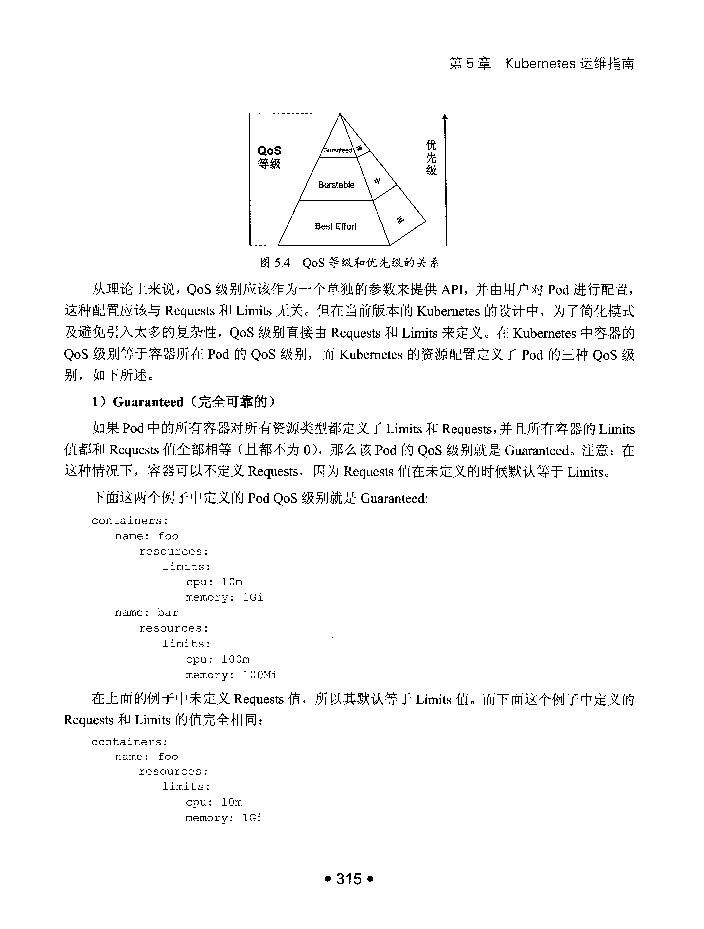 第 5 章 Kubernetes 运维指南
QoS
等级
Guranteed
高
Burstable
中
Best Effort
低
优先级
图 5.4 QoS 等级和优先级的关系
从理论上来说，QoS 级别应该作为一个单独的参数来提供 API，并由用户对 Pod 进行配置，
这种配置应该与 Requests 和 Limits 无关。但在当前版本的 Kubernetes 的设计中，为了简化模式
及避免引入太多的复杂性，QoS 级别直接由 Requests 和 Limits 来定义。在 Kubernetes 中容器的
QoS 级别等于容器所在 Pod 的 QoS 级别，而 Kubernetes 的资源配置定义了 Pod 的三种 QoS 级
别，如下所述。
1）Guaranteed（完全可靠的）
如果 Pod 中的所有容器对所有资源类型都定义了 Limits 和 Requests，并且所有容器的 Limits
值都和 Requests 值全部相等（且都不为 0），那么该 Pod 的 QoS 级别就是 Guaranteed。注意：在
这种情况下，容器可以不定义 Requests，因为 Requests 值在未定义的时候默认等于 Limits。
下面这两个例子中定义的 Pod QoS 级别就是 Guaranteed:
containers:
name: foo
resources:
limits:
cpu: 10m
memory: 1Gi
name: bar
resources:
limits:
cpu: 100m
memory: 100Mi
在上面的例子中未定义 Requests 值，所以其默认等于 Limits 值。而下面这个例子中定义的
Requests 和 Limits 的值完全相同：
containers:
name: foo
resources:
limits:
cpu: 10m
memory: 1Gi
• 315 •